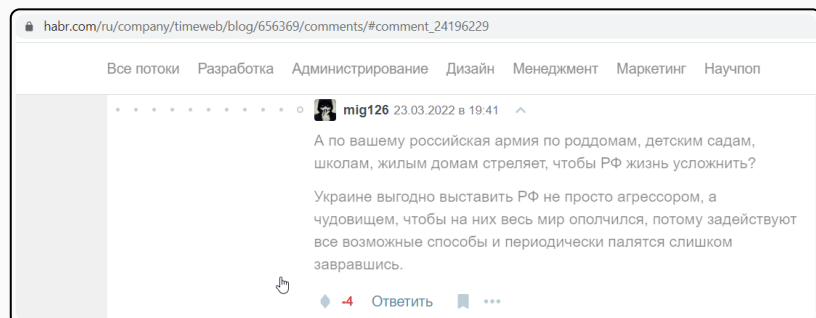 habr.com/ru/company/timeweb/blog/656369/comments/#comment_24196229
Все потоки Разработка Администрирование Дизайн Менеджмент Маркетинг Научпоп
mig126 23.03.2022 в 19:41
А по вашему российская армия по роддомам, детским садам,
школам, жилым домам стреляет, чтобы РФ жизнь усложнить?
Украине выгодно выставить РФ не просто агрессором, а
чудовищем, чтобы на них весь мир ополчился, потому задействуют
все возможные способы и периодически палятся слишком
завравшись.
-4 Ответить